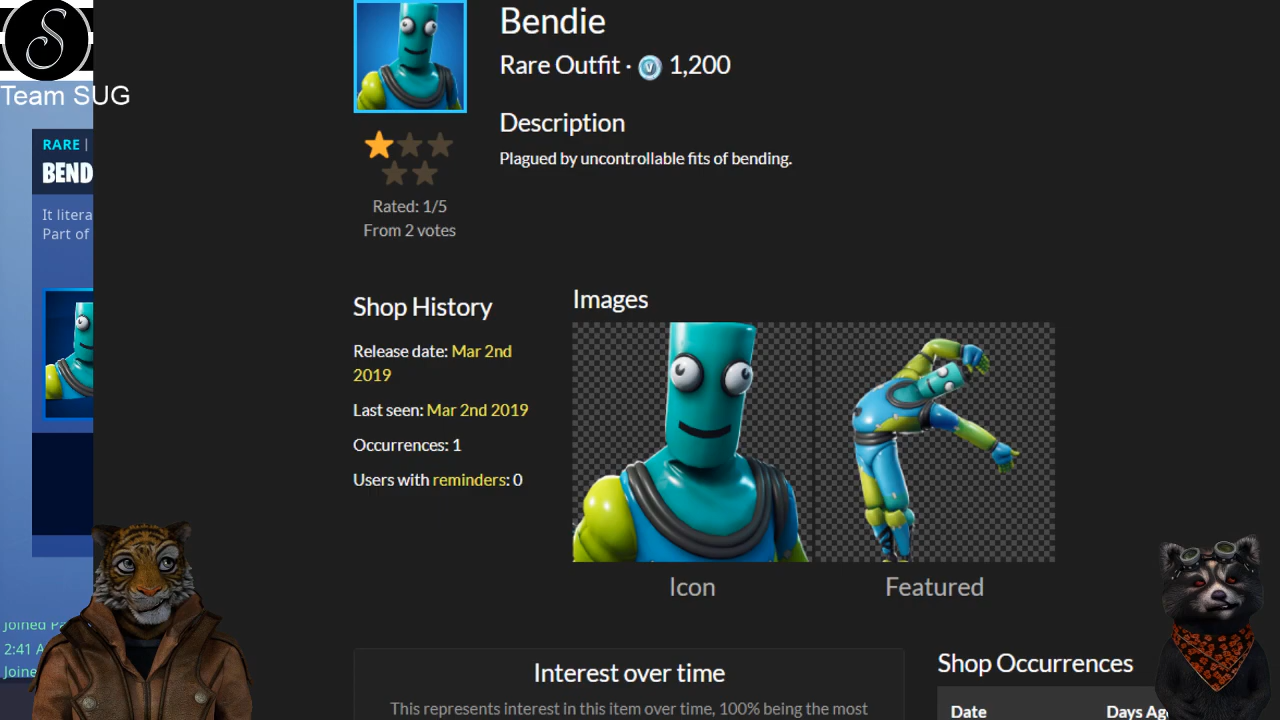 S
Team SUG
RARE |
BEND
It litera
Part of
Joined Pa
2:41 A
Joine
Bendie
Rare Outfit · V 1,200
Description
Plagued by uncontrollable fits of bending.
Rated: 1/5
From 2 votes
Shop History
Release date: Mar 2nd
2019
Last seen: Mar 2nd 2019
Occurrences: 1
Users with reminders: 0
Images
Icon
Featured
Interest over time
This represents interest in this item over time, 100% being the most
Shop Occurrences
Date
Days Ag